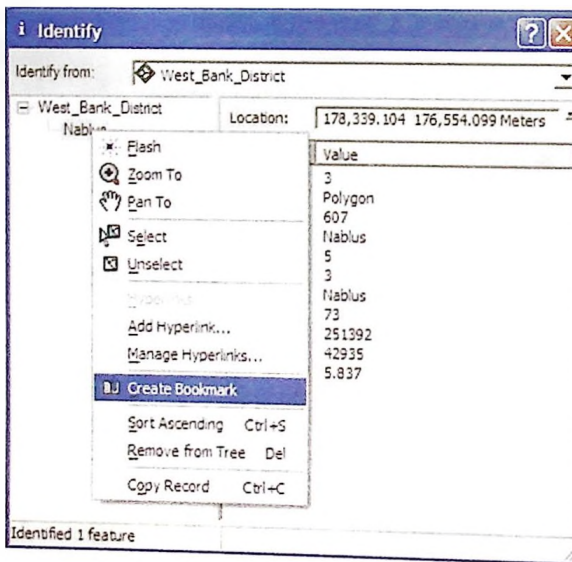 i Identify
Identify from: West_Bank_District
West_Bank_District
Nablus
Location: 178,339.104 176,554.099 Meters
Value
3
Polygon
607
Nablus
5
3
Nablus
73
251392
42935
5.837
Flash
Zoom To
Pan To
Select
Unselect
Hyperlink...
Add Hyperlink...
Manage Hyperlinks...
Create Bookmark
Sort Ascending Ctrl+S
Remove from Tree Del
Copy Record Ctrl+C
Identified 1 feature